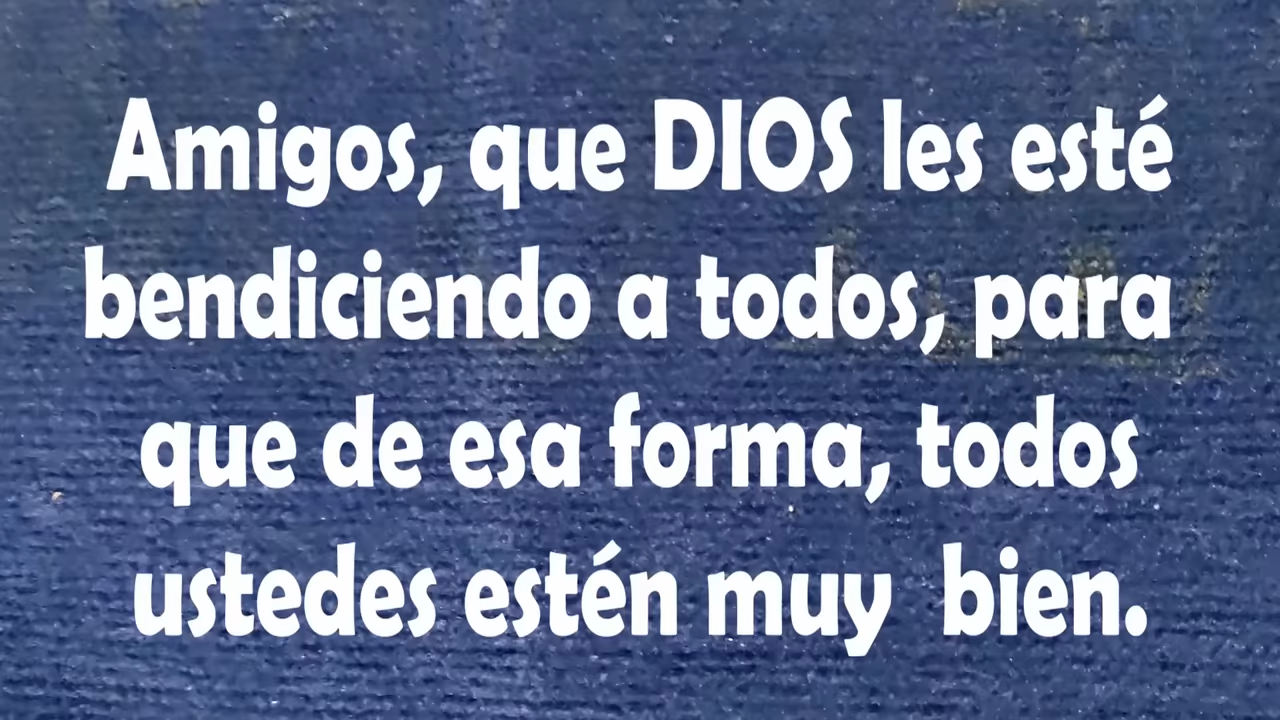 Amigos, que DIOS les esté
bendiciendo a todos, para
que de esa forma, todos
ustedes estén muy  bien.